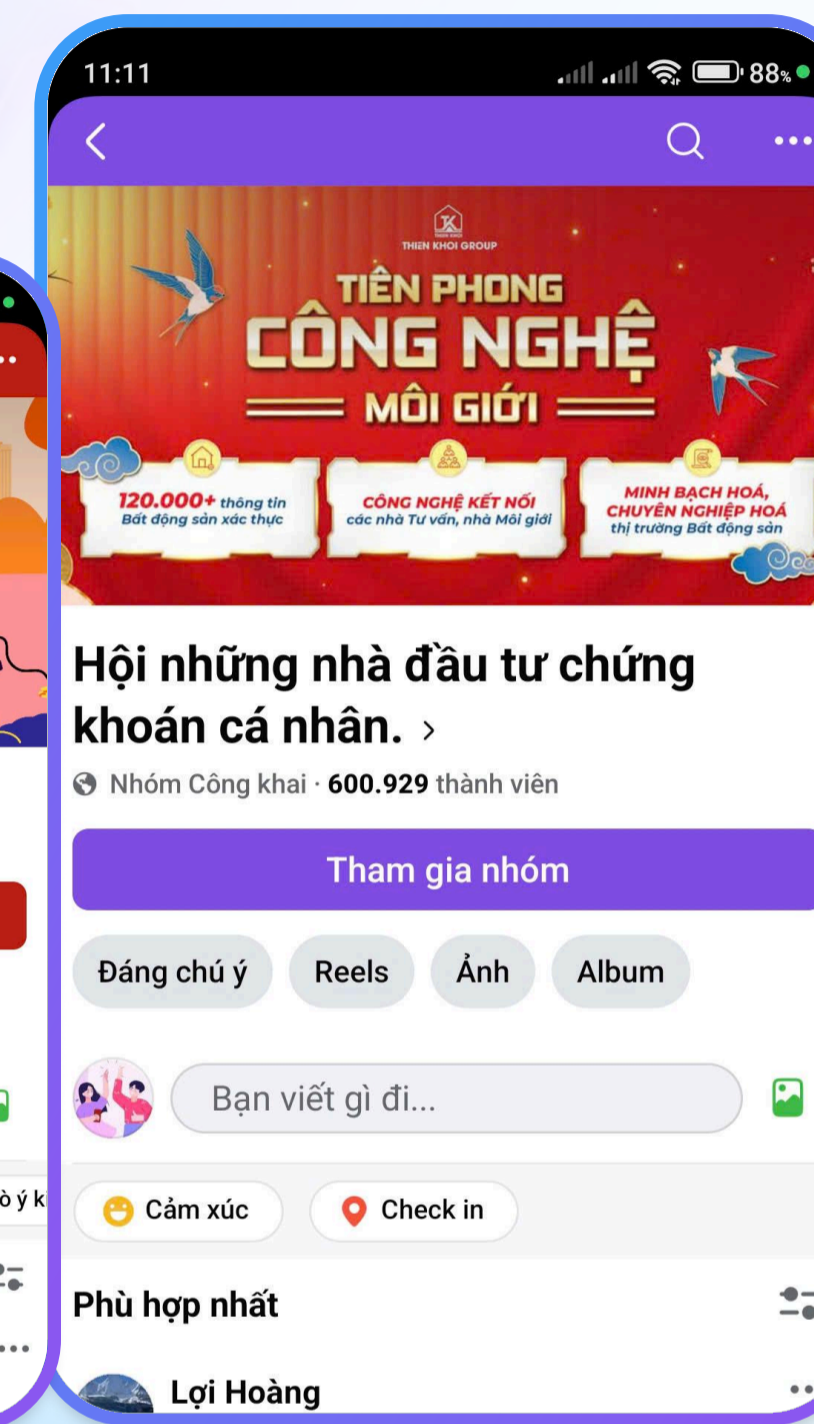 11:11
88%
THIEN KHOI GROUP
TIÊN PHONG
CÔNG NGHỆ
MÔI GIỚI
120.000+ thông tin
Bất động sản xác thực
CÔNG NGHỆ KẾT NỐI
các nhà Tư vấn, nhà Môi giới
MINH BẠCH HOÁ,
CHUYÊN NGHIỆP HOÁ
thị trường Bất động sản
Hội những nhà đầu tư chứng
khoán cá nhân. ›
Nhóm Công khai · 600.929 thành viên
Tham gia nhóm
Đáng chú ý
Reels
Ảnh
Album
Bạn viết gì đi...
Cảm xúc
Check in
Phù hợp nhất
Lợi Hoàng